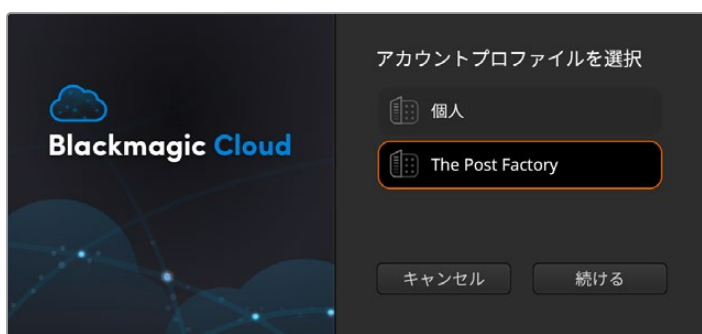 Blackmagic Cloud
アカウントプロファイルを選択
個人
The Post Factory
キャンセル
続ける